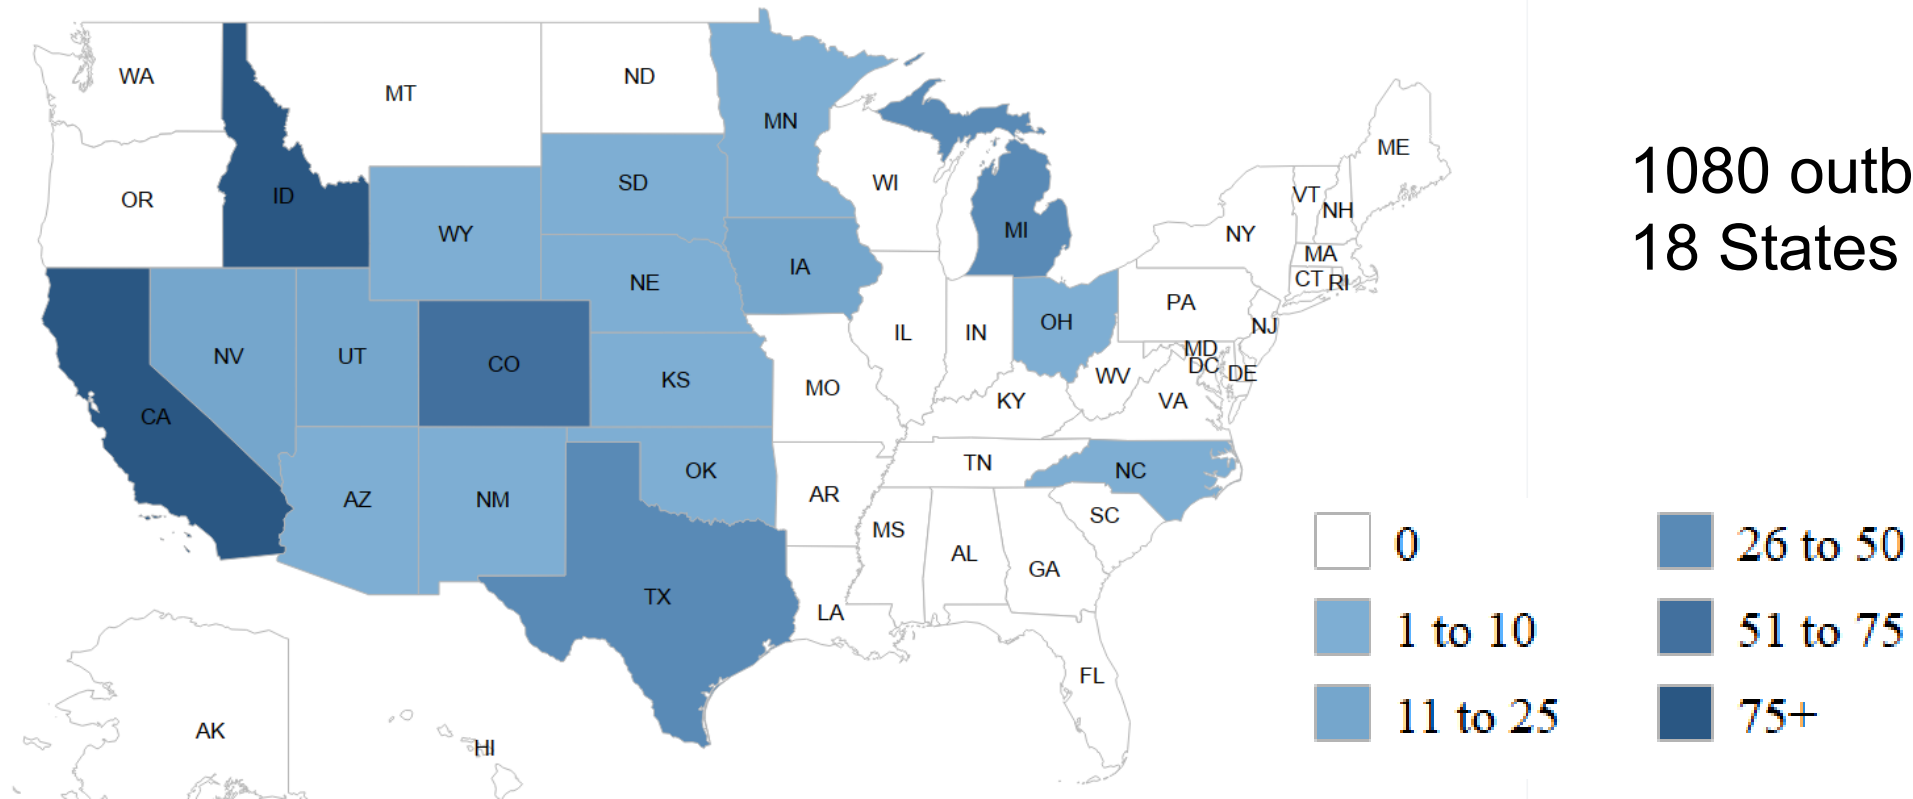 WA
MT
ND
MN
ME
OR
ID
WY
SD
WI
MI
VT
NH
NY
MA
CT
RI
NE
IA
PA
NJ
NV
UT
CO
KS
IL
IN
OH
MD
DC
DE
WV
VA
CA
MO
KY
AZ
NM
OK
AR
TN
NC
SC
MS
AL
GA
TX
LA
FL
AK
HI
1080 outb
18 States
0
1 to 10
11 to 25
26 to 50
51 to 75
75+